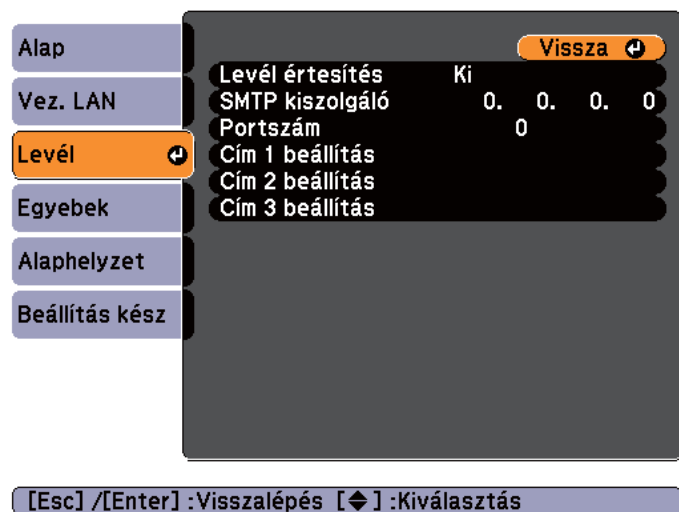 Alap
Vez. LAN
Levél
Egyebek
Alaphelyzet
Beállítás kész
Vissza
Levél értesítés Ki
SMTP kiszolgáló 0. 0. 0. 0
Portszám 0
Cím 1 beállítás
Cím 2 beállítás
Cím 3 beállítás
[Esc] /[Enter] :Visszalépés [◆] :Kiválasztás